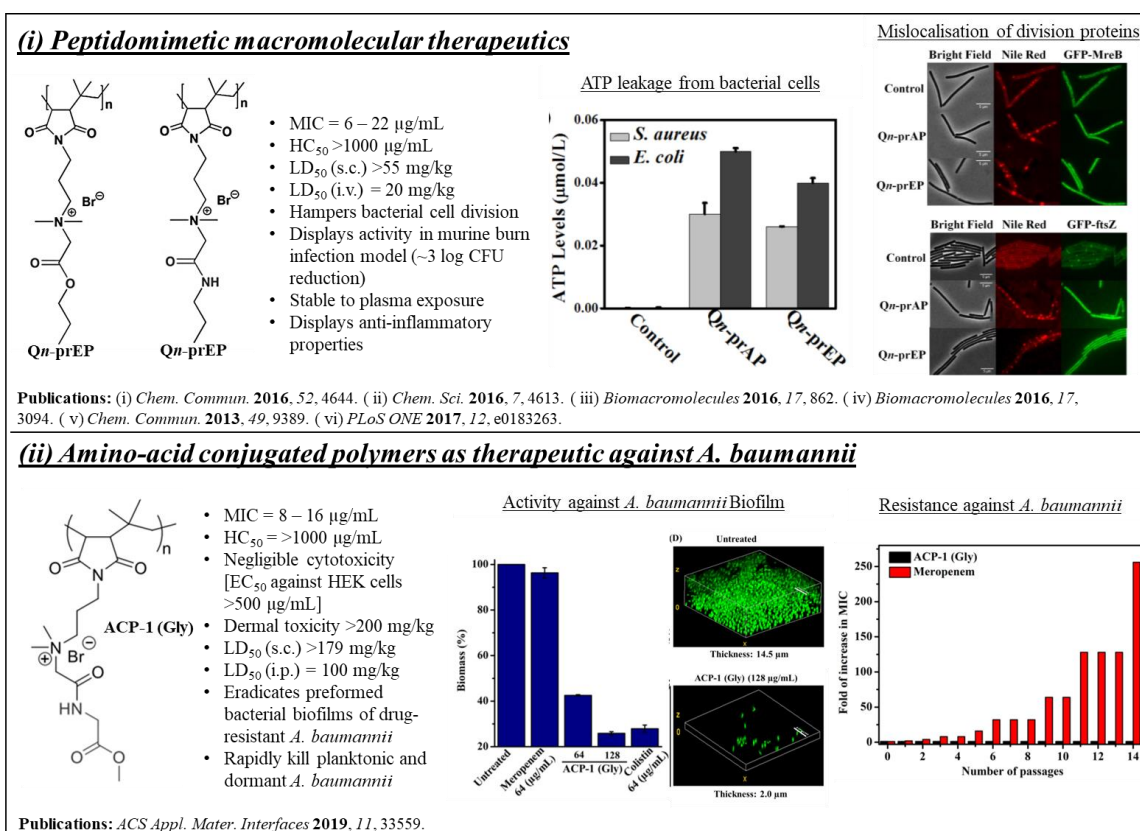 (i) Peptidomimetic macromolecular therapeutics
n
O
O
N
Br⊖
N
⊕
O
O
Qn-prEP
n
O
O
N
Br⊖
N
⊕
O
NH
Qn-prEP
• MIC = 6 – 22 µg/mL
• HC50 >1000 µg/mL
• LD50 (s.c.) >55 mg/kg
• LD50 (i.v.) = 20 mg/kg
• Hampers bacterial cell division
• Displays activity in murine burn
infection model (~3 log CFU
reduction)
• Stable to plasma exposure
• Displays anti-inflammatory
properties
ATP leakage from bacterial cells
ATP Levels (µmol/L)
0.06
0.04
0.02
0.00
S. aureus
E. coli
Control
Qn-prAP
Qn-prEP
Mislocalisation of division proteins
Bright Field Nile Red GFP-MreB
Control
Qn-prAP
Qn-prEP
Bright Field Nile Red GFP-ftsZ
Control
Qn-prAP
Qn-prEP
Publications: (i) Chem. Commun. 2016, 52, 4644. ( ii) Chem. Sci. 2016, 7, 4613. ( iii) Biomacromolecules 2016, 17, 862. ( iv) Biomacromolecules 2016, 17,
3094. ( v) Chem. Commun. 2013, 49, 9389. ( vi) PLoS ONE 2017, 12, e0183263.
(ii) Amino-acid conjugated polymers as therapeutic against A. baumannii
n
O
O
N
ACP-1 (Gly)
N
⊕
Br⊖
O
HN
O
O
• MIC = 8 – 16 µg/mL
• HC50 = >1000 µg/mL
• Negligible cytotoxicity
[EC50 against HEK cells
>500 µg/mL]
• Dermal toxicity >200 mg/kg
• LD50 (s.c.) >179 mg/kg
• LD50 (i.p.) = 100 mg/kg
• Eradicates preformed
bacterial biofilms of drug-
resistant A. baumannii
• Rapidly kill planktonic and
dormant A. baumannii
Activity against A. baumannii Biofilm
Biomass (%)
100
80
60
40
20
Untreated
Meropenem
64 (µg/mL)
64 128
ACP-1 (Gly)
Colistin
64 µg/mL)
(D)
Untreated
z
0
x
Thickness: 14.5 µm
ACP-1 (Gly) (128 µg/mL)
z
0
x
Thickness: 2.0 µm
Resistance against A. baumannii
Fold of increase in MIC
250
200
150
100
50
0
ACP-1 (Gly)
Meropenem
0 2 4 6 8 10 12 14
Number of passages
Publications: ACS Appl. Mater. Interfaces 2019, 11, 33559.